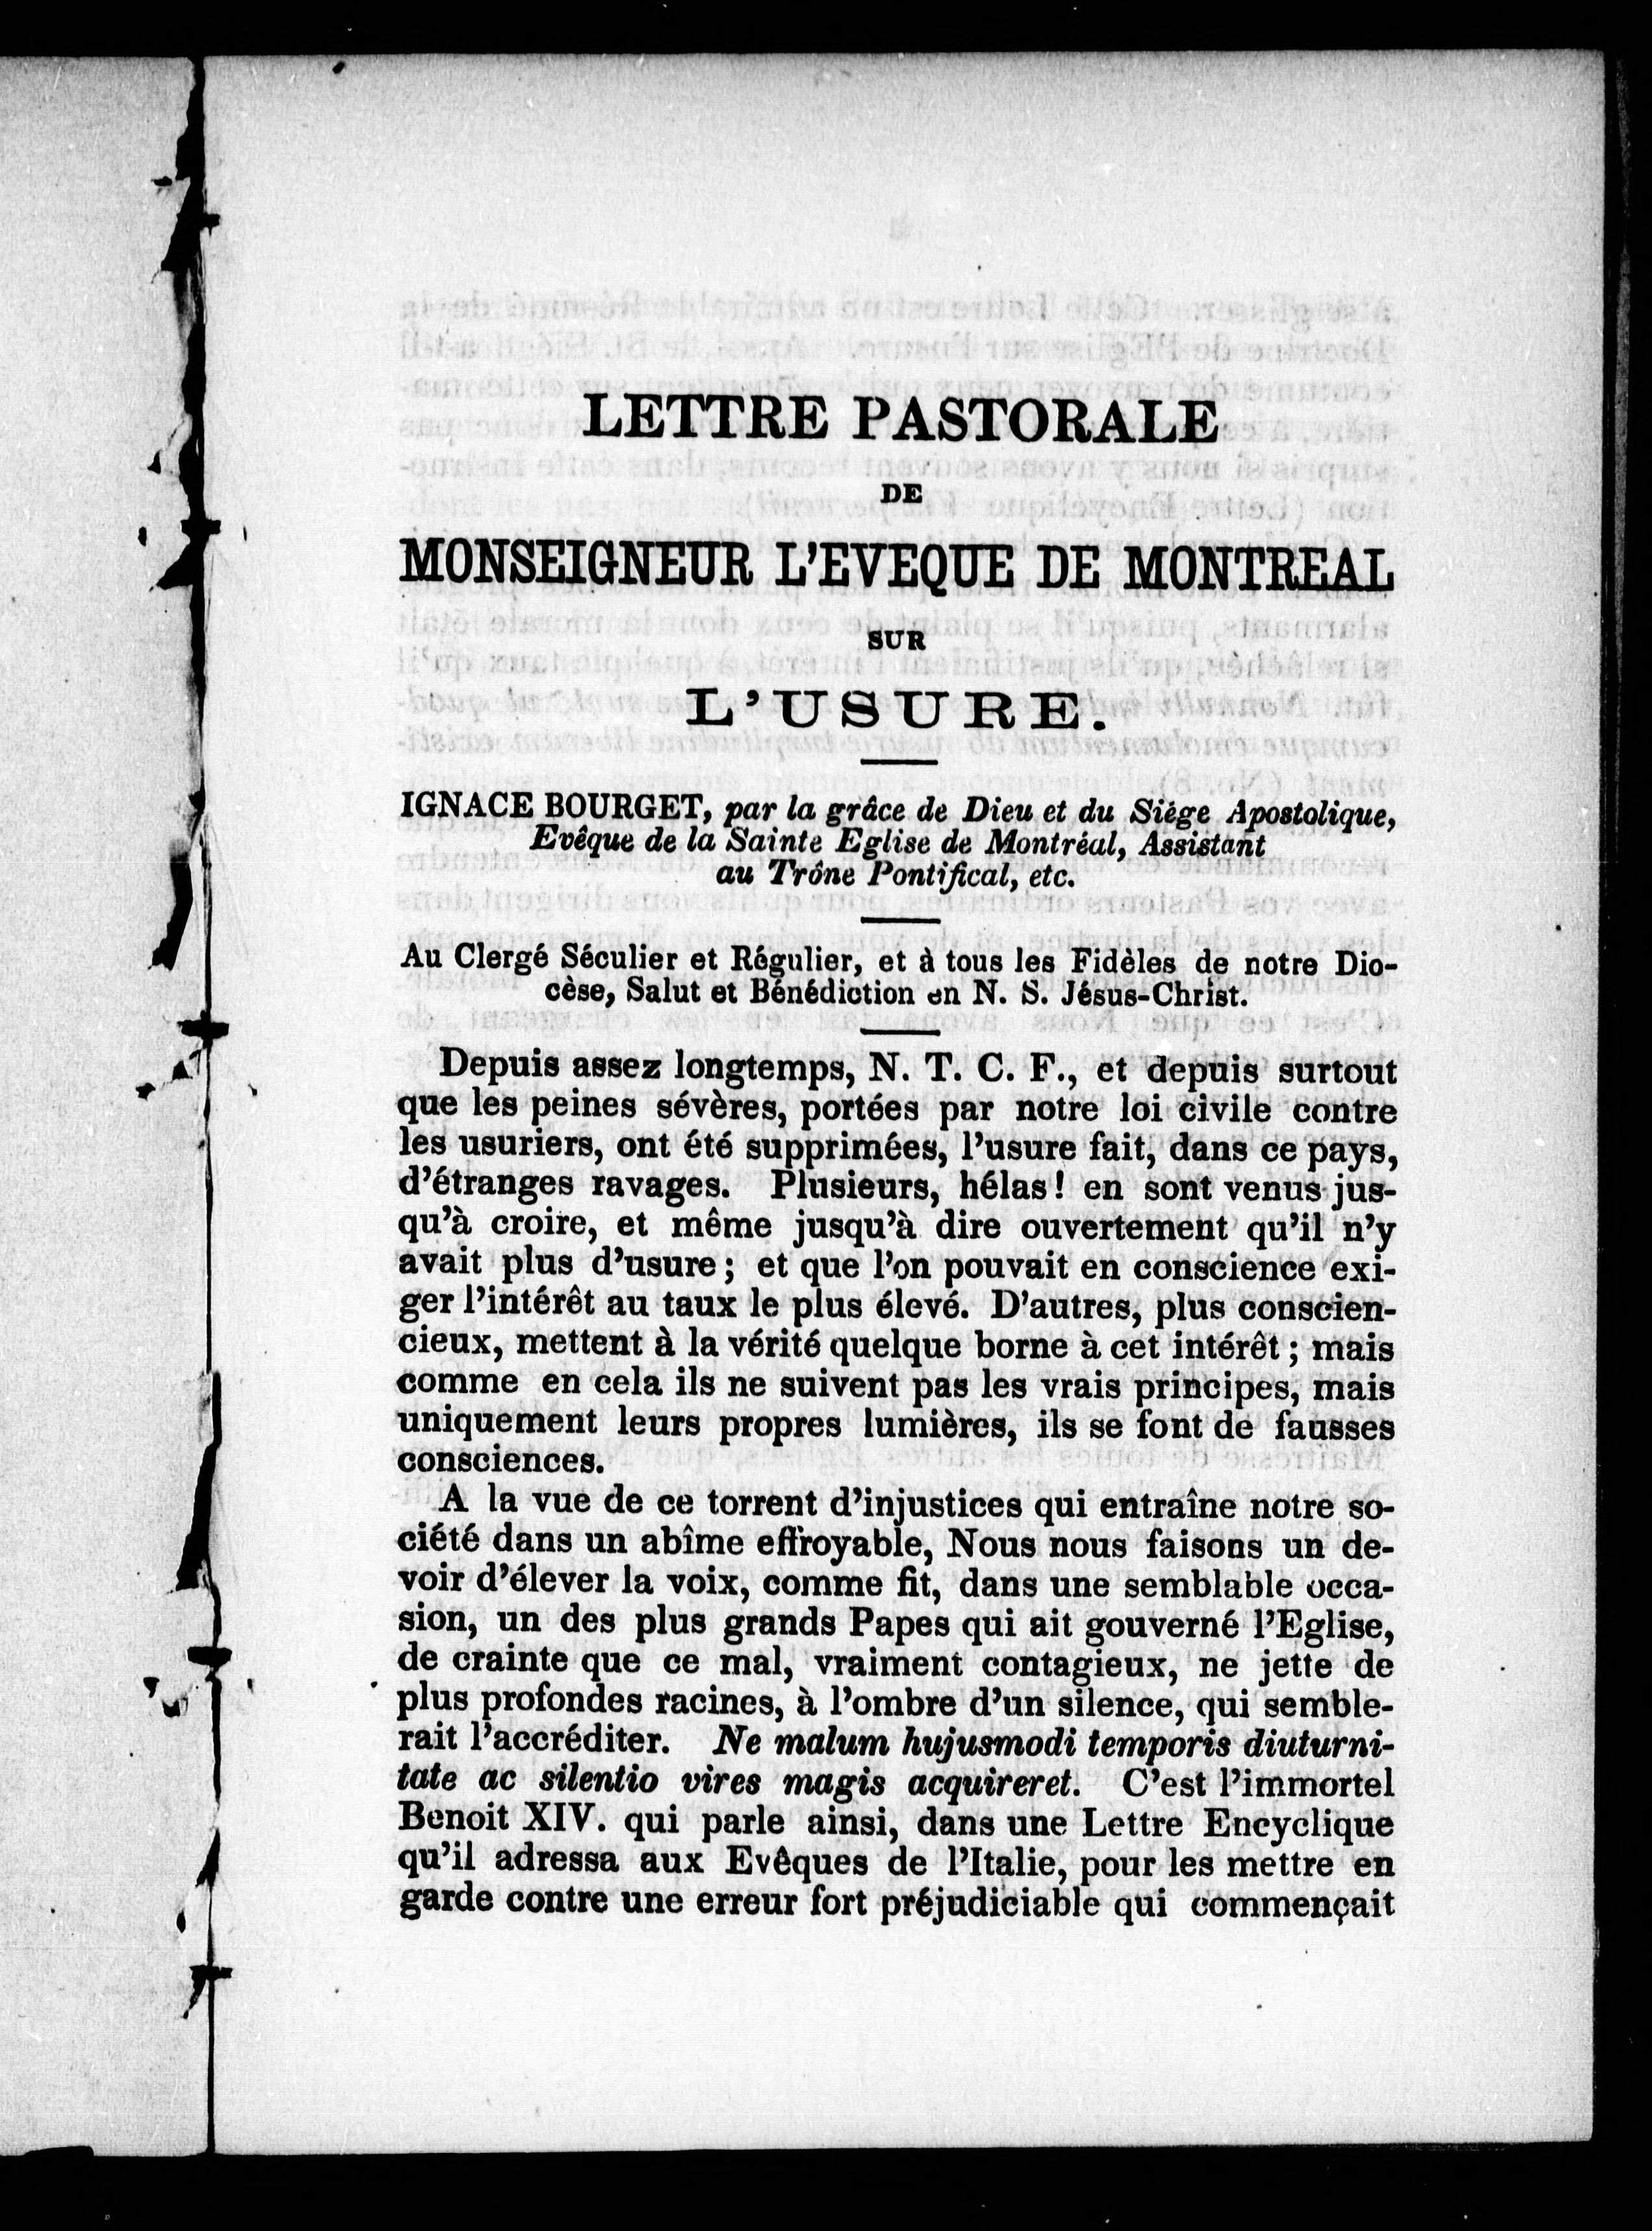 LETTRE PASTORALE
DE
MONSEIGNEUR L'EVEQUE DE MONTREAL
SUR
L'USURE.
IGNACE BOURGET, par la grâce de Dieu et du Siége Apostolique,
Evêque de la Sainte Eglise de Montréal, Assistant
au Trône Pontifical, etc.
Au Clergé Séculier et Régulier, et à tous les Fidèles de notre Dio-
cèse, Salut et Bénédiction en N. S. Jésus-Christ.
Depuis assez longtemps, N. T. C. F., et depuis surtout
que les peines sévères, portées par notre loi civile contre
les usuriers, ont été supprimées, l'usure fait, dans ce pays,
d'étranges ravages. Plusieurs, hélas! en sont venus jus-
qu'à croire, et même jusqu'à dire ouvertement qu'il n'y
avait plus d'usure; et que l'on pouvait en conscience exi-
ger l'intérêt au taux le plus élevé. D'autres, plus conscien-
cieux, mettent à la vérité quelque borne à cet intérêt; mais
comme en cela ils ne suivent pas les vrais principes, mais
uniquement leurs propres lumières, ils se font de fausses
consciences.
A la vue de ce torrent d'injustices qui entraîne notre so-
ciété dans un abîme effroyable, Nous nous faisons un de-
voir d'élever la voix, comme fit, dans une semblable occa-
sion, un des plus grands Papes qui ait gouverné l'Eglise,
de crainte que ce mal, vraiment contagieux, ne jette de
plus profondes racines, à l'ombre d'un silence, qui semble-
rait l'accréditer. Ne malum hujusmodi temporis diuturni-
tate ac silentio vires magis acquireret. C'est l'immortel
Benoit XIV. qui parle ainsi, dans une Lettre Encyclique
qu'il adressa aux Evêques de l'Italie, pour les mettre en
garde contre une erreur fort préjudiciable qui commençait